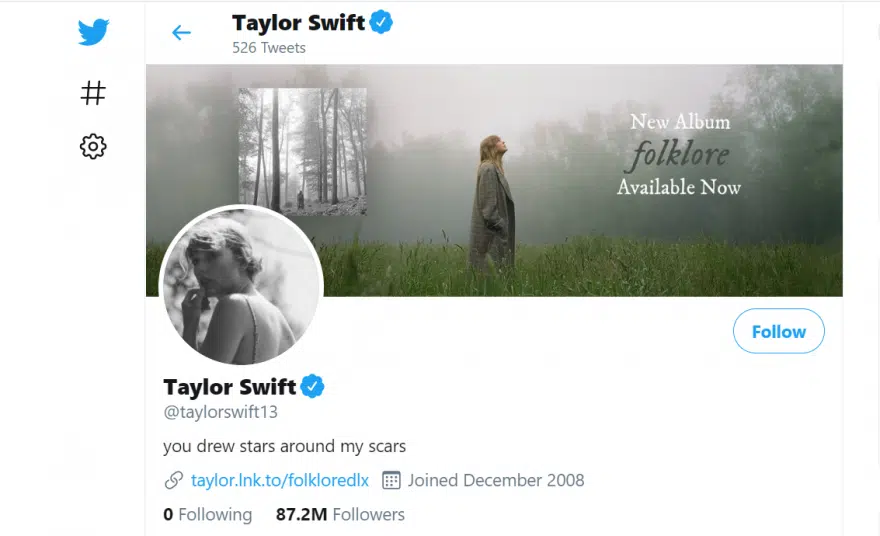 Taylor Swift
526 Tweets
New Album
folklore
Available Now
Follow
Taylor Swift
@taylorswift13
you drew stars around my scars
taylor.lnk.to/folkloredlx Joined December 2008
0 Following 87.2M Followers